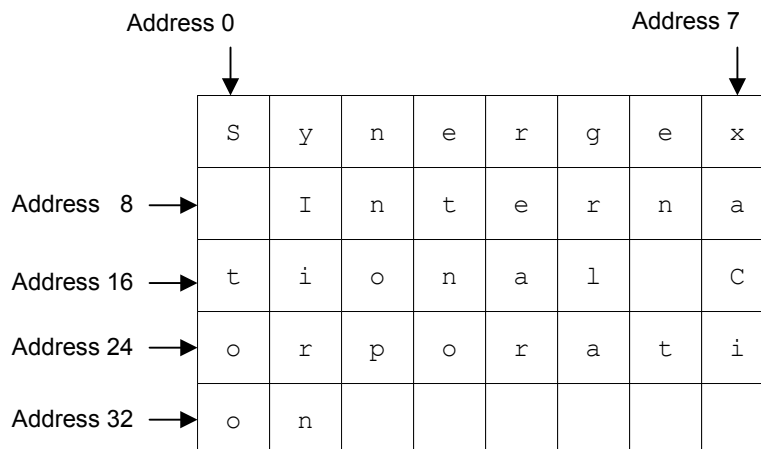 Address 0 Address 7
S y n e r g e x
Address 8 I n t e r n a
Address 16 t i o n a l C
Address 24 o r p o r a t i
Address 32 o n